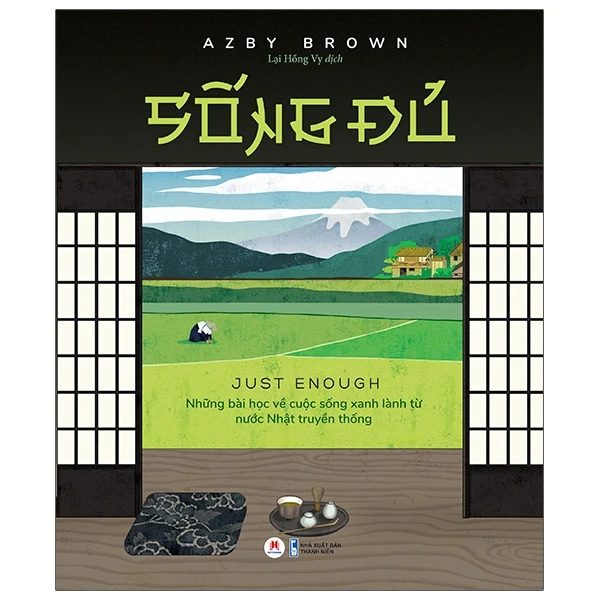 AZBY BROWN
Lại Hồng Vy dịch
SỐNG ĐỦ
JUST ENOUGH
Những bài học về cuộc sống xanh lành từ
nước Nhật truyền thống
NHÀ XUẤT BẢN
THANH NIÊN